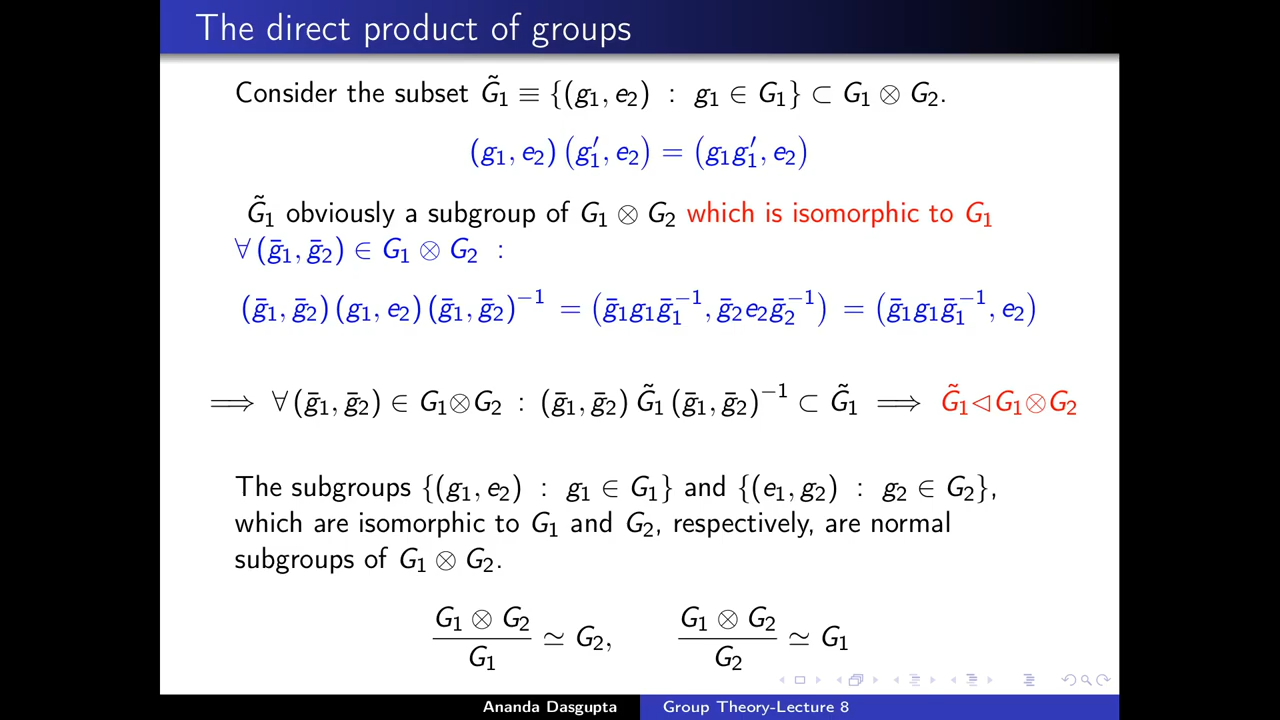 The direct product of groups
Consider the subset G̃₁ ≡ {(g₁, e₂) : g₁ ∈ G₁} ⊂ G₁ ⊗ G₂.
(g₁, e₂) (g₁′, e₂) = (g₁g₁′, e₂)
G̃₁ obviously a subgroup of G₁ ⊗ G₂ which is isomorphic to G₁
∀ (ḡ₁, ḡ₂) ∈ G₁ ⊗ G₂ :
(ḡ₁, ḡ₂) (g₁, e₂) (ḡ₁, ḡ₂)⁻¹ = (ḡ₁g₁ḡ₁⁻¹, ḡ₂e₂ḡ₂⁻¹) = (ḡ₁g₁ḡ₁⁻¹, e₂)
⟹ ∀ (ḡ₁, ḡ₂) ∈ G₁⊗G₂ : (ḡ₁, ḡ₂) G̃₁ (ḡ₁, ḡ₂)⁻¹ ⊂ G̃₁ ⟹ G̃₁◁G₁⊗G₂
The subgroups {(g₁, e₂) : g₁ ∈ G₁} and {(e₁, g₂) : g₂ ∈ G₂},
which are isomorphic to G₁ and G₂, respectively, are normal
subgroups of G₁ ⊗ G₂.
(G₁ ⊗ G₂)/G₁ ≃ G₂, (G₁ ⊗ G₂)/G₂ ≃ G₁
Ananda Dasgupta Group Theory-Lecture 8